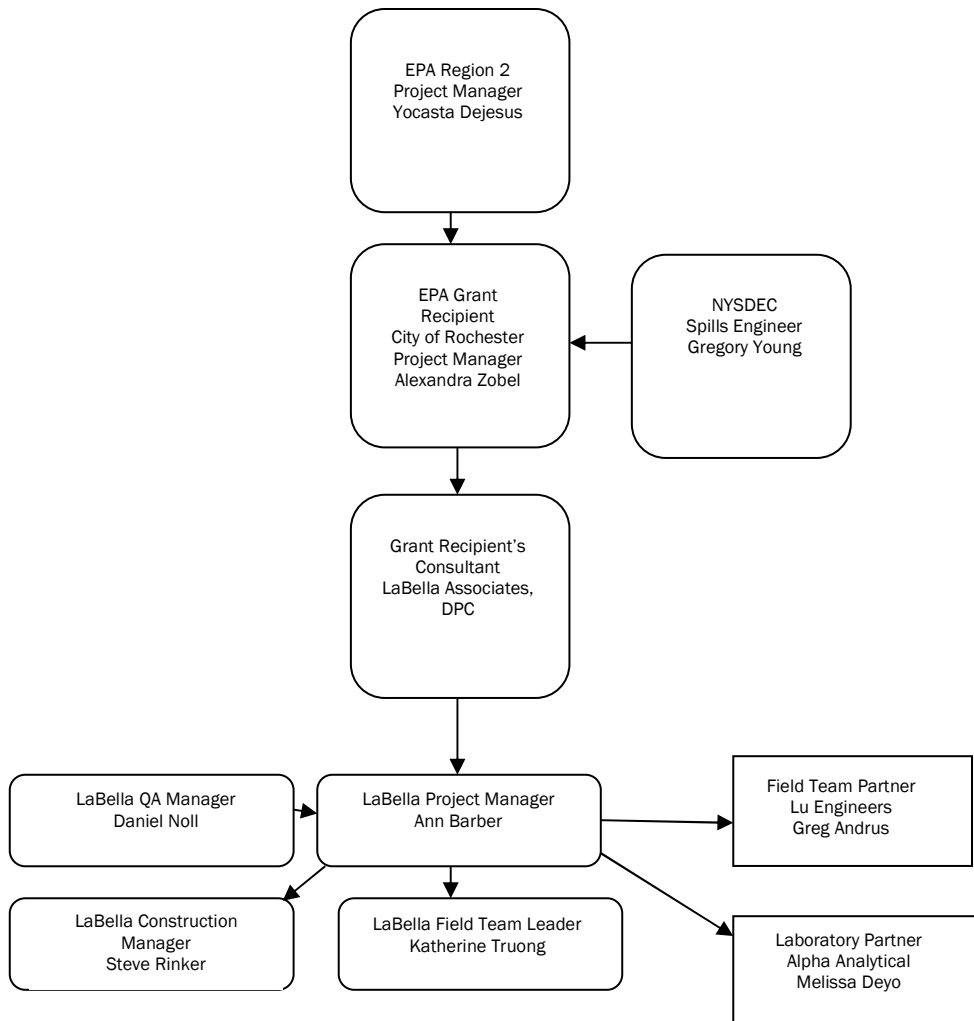 EPA Region 2
Project Manager
Yocasta Dejesus
EPA Grant
Recipient
City of Rochester
Project Manager
Alexandra Zobel
NYSDEC
Spills Engineer
Gregory Young
Grant Recipient’s
Consultant
LaBella Associates,
DPC
LaBella QA Manager
Daniel Noll
LaBella Project Manager
Ann Barber
Field Team Partner
Lu Engineers
Greg Andrus
LaBella Construction
Manager
Steve Rinker
LaBella Field Team Leader
Katherine Truong
Laboratory Partner
Alpha Analytical
Melissa Deyo